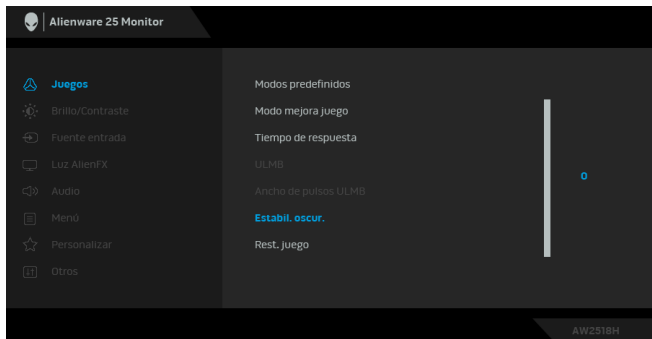 Alienware 25 Monitor
Juegos
Brillo/Contraste
Fuente entrada
Luz AlienFX
Audio
Menú
Personalizar
Otros
Modos predefinidos
Modo mejora juego
Tiempo de respuesta
ULMB
Ancho de pulsos ULMB
Estabil. oscur.
Rest. juego
0
AW2518H